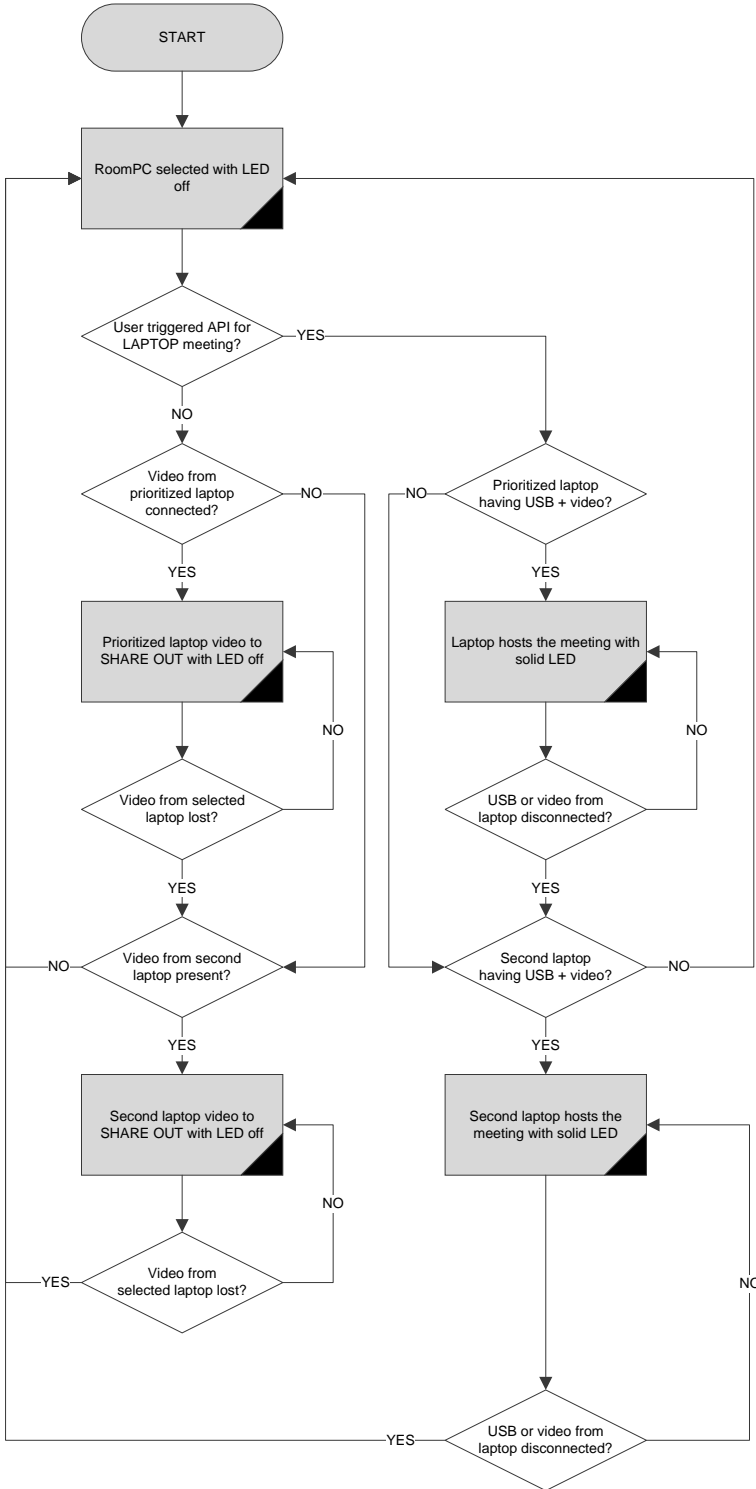 START
RoomPC selected with LED
off
User triggered API for
LAPTOP meeting?
YES
NO
Video from
prioritized laptop
connected?
NO
NO
Prioritized laptop
having USB + video?
YES
YES
Prioritized laptop video to
SHARE OUT with LED off
Laptop hosts the meeting with
solid LED
NO
NO
Video from selected
laptop lost?
USB or video from
laptop disconnected?
YES
YES
NO
Video from second
laptop present?
Second laptop
having USB + video?
NO
YES
YES
Second laptop video to
SHARE OUT with LED off
Second laptop hosts the
meeting with solid LED
NO
YES
Video from
selected laptop lost?
NO
YES
USB or video from
laptop disconnected?